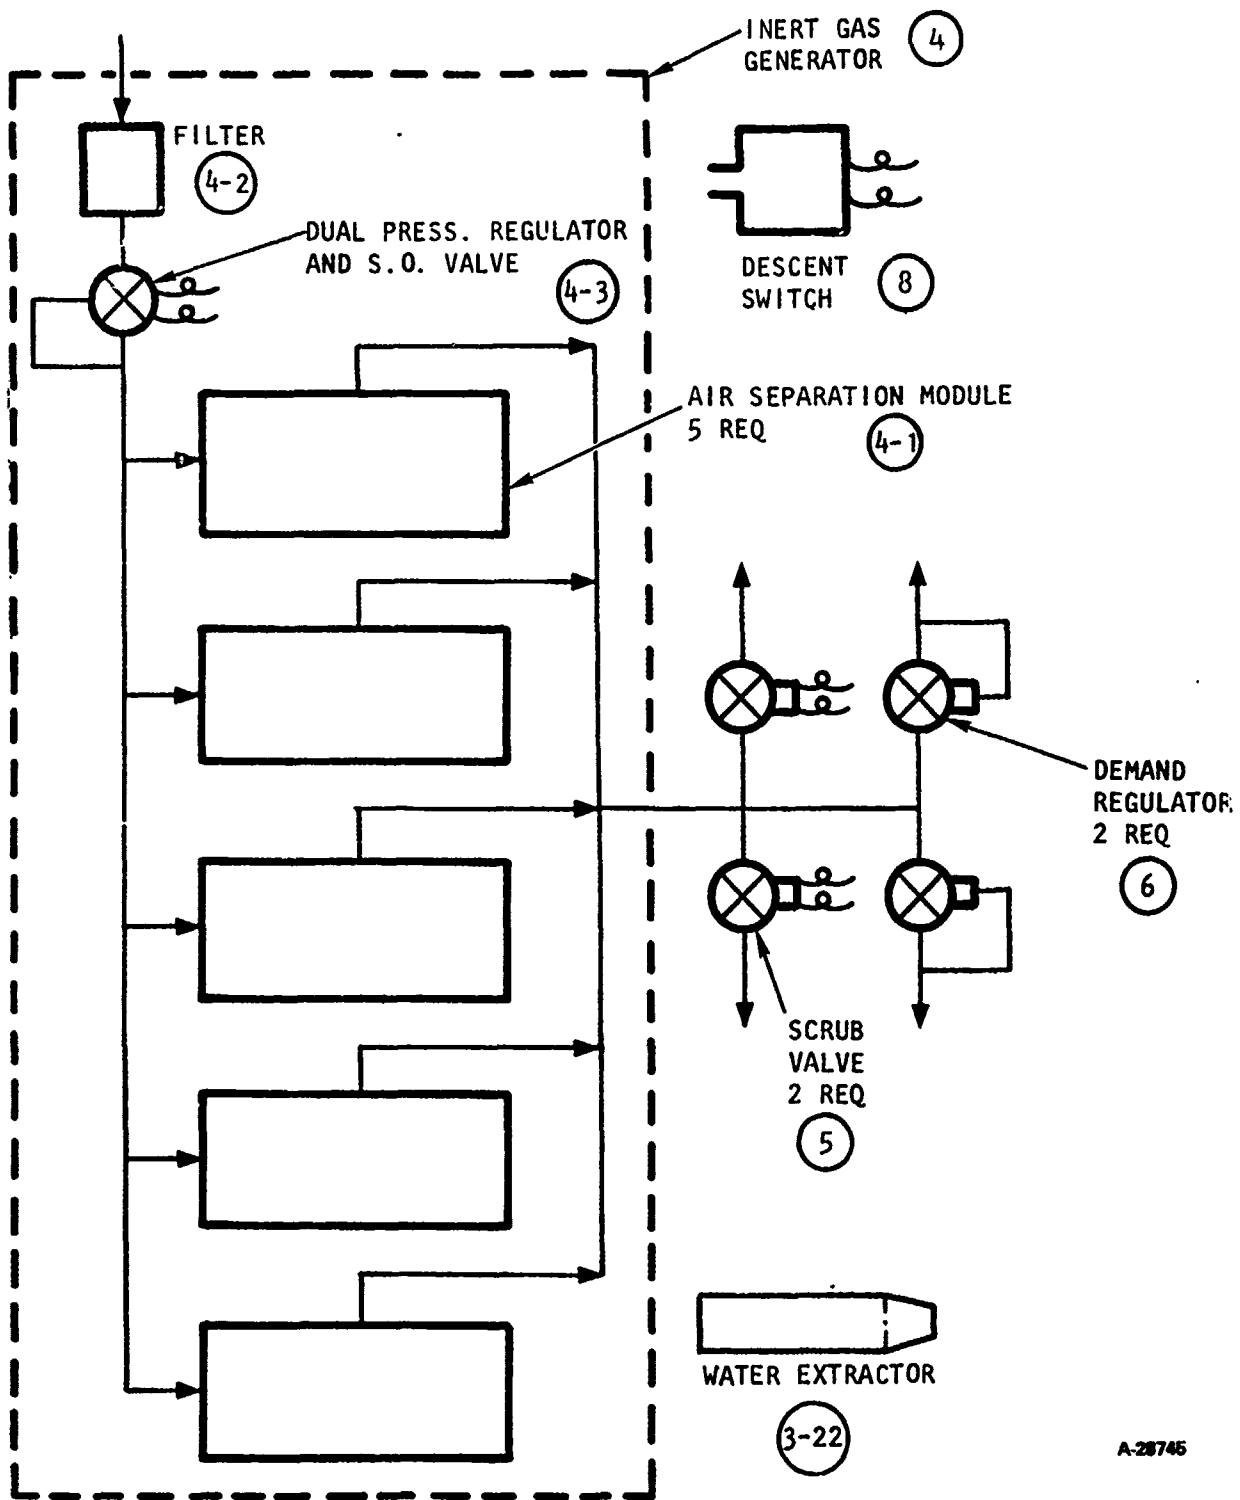 INERT GAS
GENERATOR
4
FILTER
4-2
DUAL PRESS. REGULATOR
AND S.O. VALVE
4-3
DESCENT
SWITCH
8
AIR SEPARATION MODULE
5 REQ
4-1
DEMAND
REGULATOR
2 REQ
6
SCRUB
VALVE
2 REQ
5
WATER EXTRACTOR
3-22
A-28745